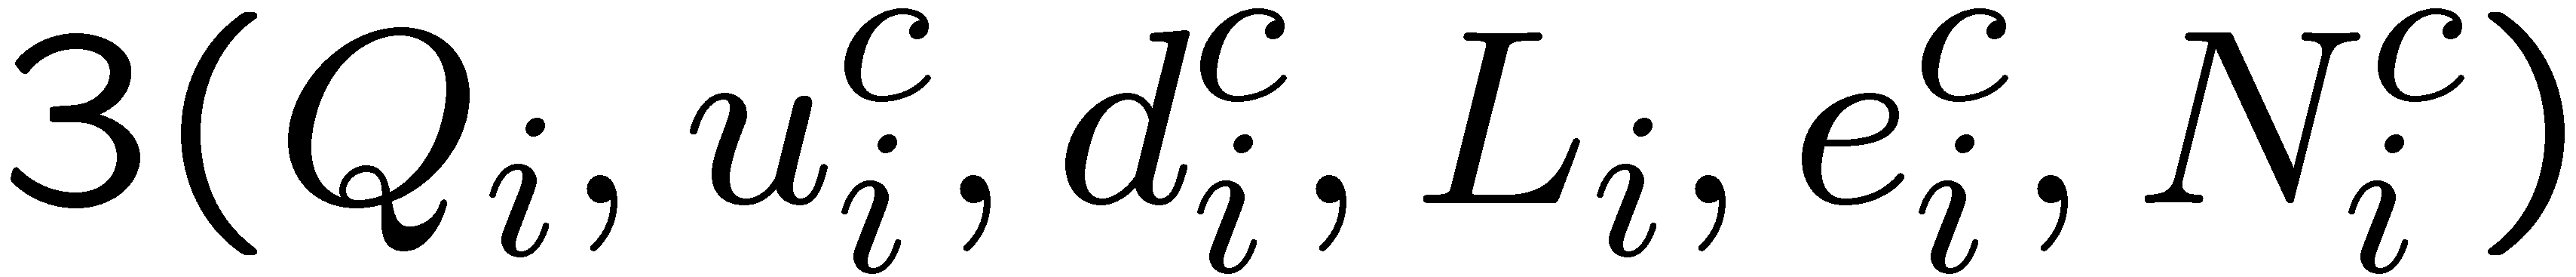 3(Q_i, u_i^c, d_i^c, L_i, e_i^c, N_i^c)